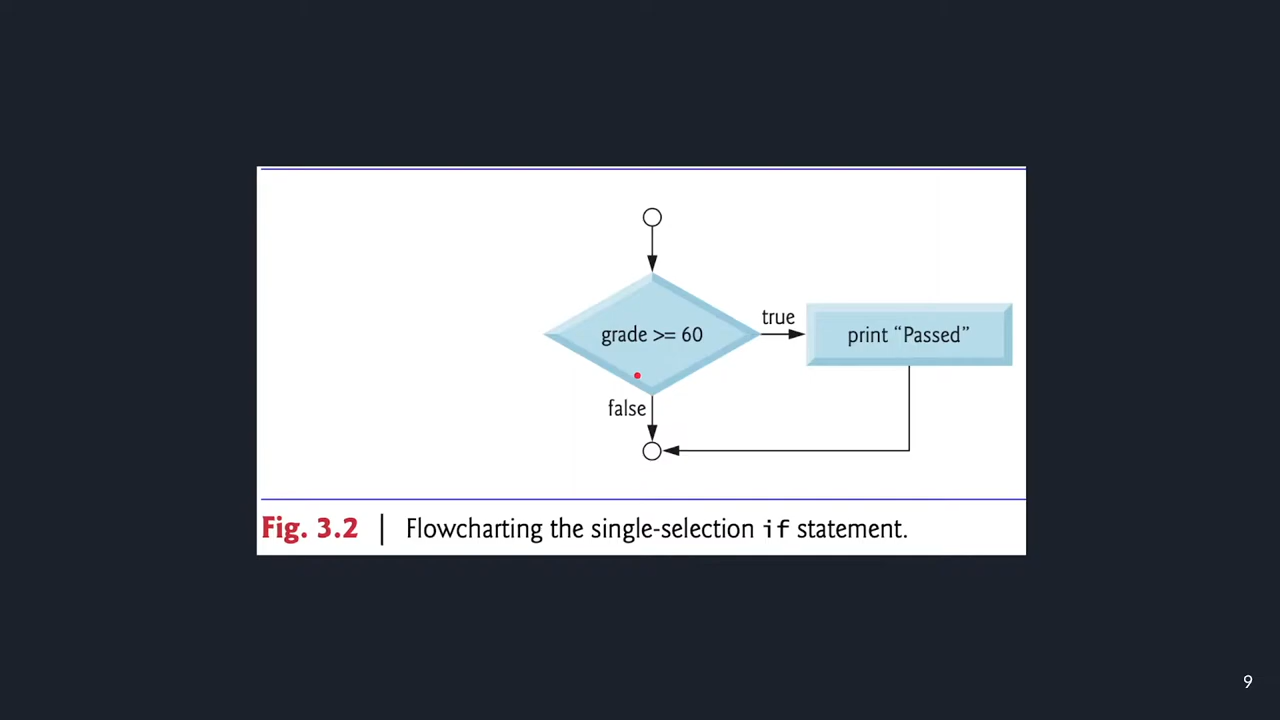 grade >= 60
true
print “Passed”
false
Fig. 3.2 | Flowcharting the single-selection if statement.
9